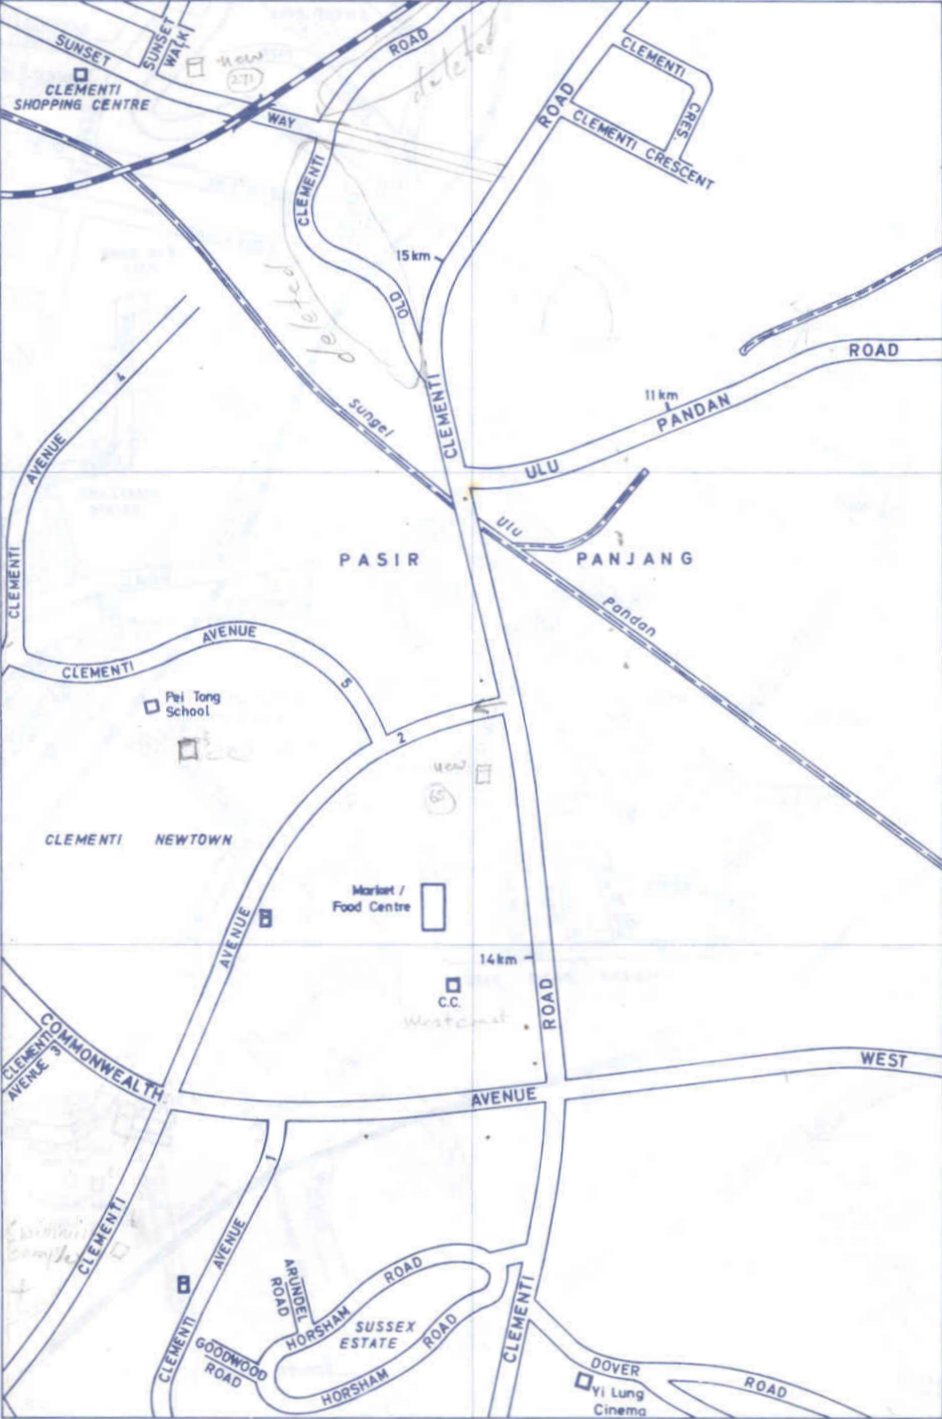 SUNSET
SUNSET
WALK
new
271
ROAD
deleted
CLEMENTI
CLEMENTI
SHOPPING CENTRE
WAY
ROAD
CRES.
CLEMENTI CRESCENT
CLEMENTI
15 km
OLD
deleted
ROAD
4
11 km
PANDAN
CLEMENTI
Sungei
AVENUE
ULU
Ulu
PASIR PANJANG
CLEMENTI
Pandan
AVENUE
CLEMENTI
5
Pei Tong
School
2
new
CLEMENTI NEWTOWN
Market /
Food Centre
AVENUE
14 km
C.C.
West coast
ROAD
COMMONWEALTH
CLEMENTI
AVENUE 3
WEST
AVENUE
1
CLEMENTI
AVENUE
Swimming
Complex
ARUNDEL
ROAD
ROAD
HORSHAM
SUSSEX
ESTATE
ROAD
CLEMENTI
CLEMENTI
GOODWOOD
ROAD
HORSHAM
DOVER
ROAD
Yi Lung
Cinema